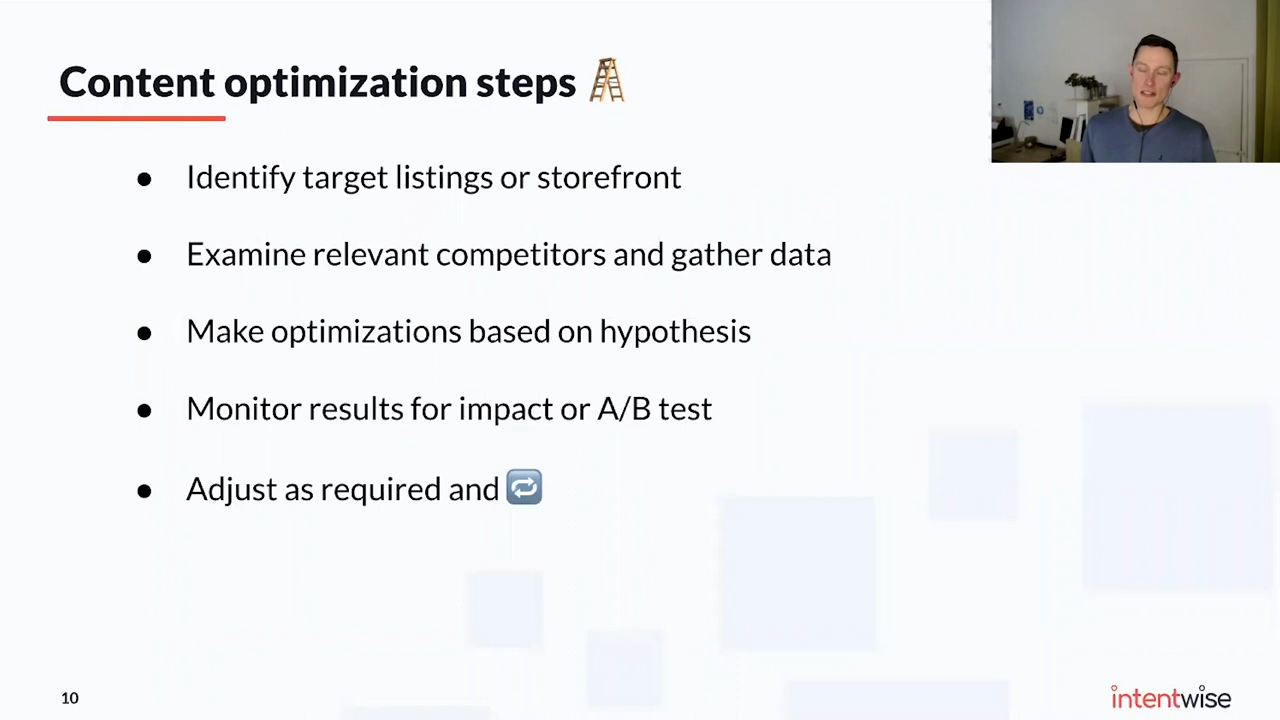 Content optimization steps 🪜
● Identify target listings or storefront
● Examine relevant competitors and gather data
● Make optimizations based on hypothesis
● Monitor results for impact or A/B test
● Adjust as required and 🔁
10
intentwise